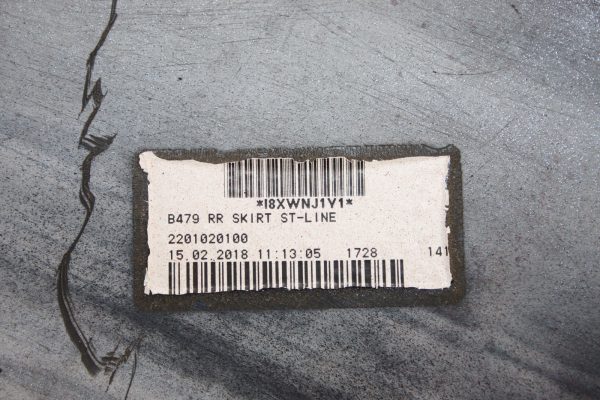 *I8XWNJ1Y1*
B479 RR SKIRT ST-LINE
2201020100
15.02.2018 11:13:05 1728 141